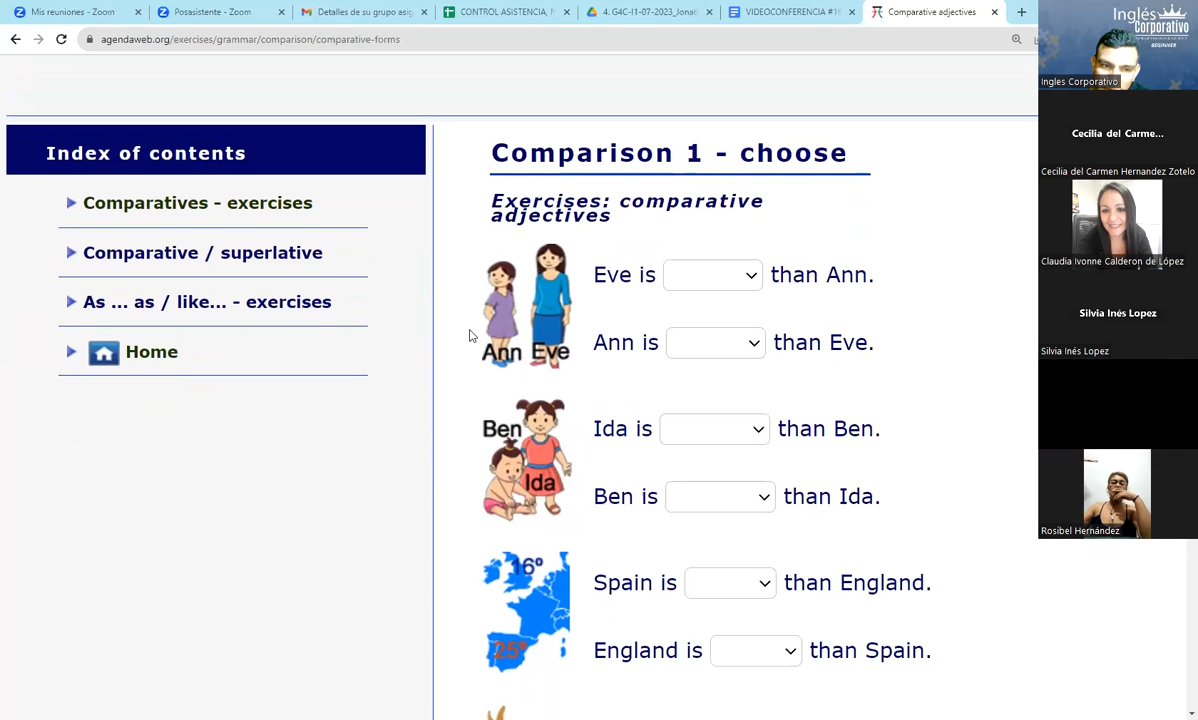 Mis reuniones - Zoom
Posasistente - Zoom
Detalles de su grupo asig
CONTROL ASISTENCIA, N
4. G4C-I1-07-2023_Jonat
VIDEOCONFERENCIA #16
Comparative adjectives
agendaweb.org/exercises/grammar/comparison/comparative-forms
Inglés
Corporativo
BEGINNER
Ingles Corporativo
Cecilia del Carme...
Cecilia del Carmen Hernandez Zotelo
Claudia Ivonne Calderon de López
Silvia Inés Lopez
Silvia Inés Lopez
Rosibel Hernández
Index of contents
Comparatives - exercises
Comparative / superlative
As ... as / like... - exercises
Home
Comparison 1 - choose
Exercises: comparative
adjectives
Ann Eve
Eve is than Ann.
Ann is than Eve.
Ben
Ida
Ida is than Ben.
Ben is than Ida.
16º
25º
Spain is than England.
England is than Spain.